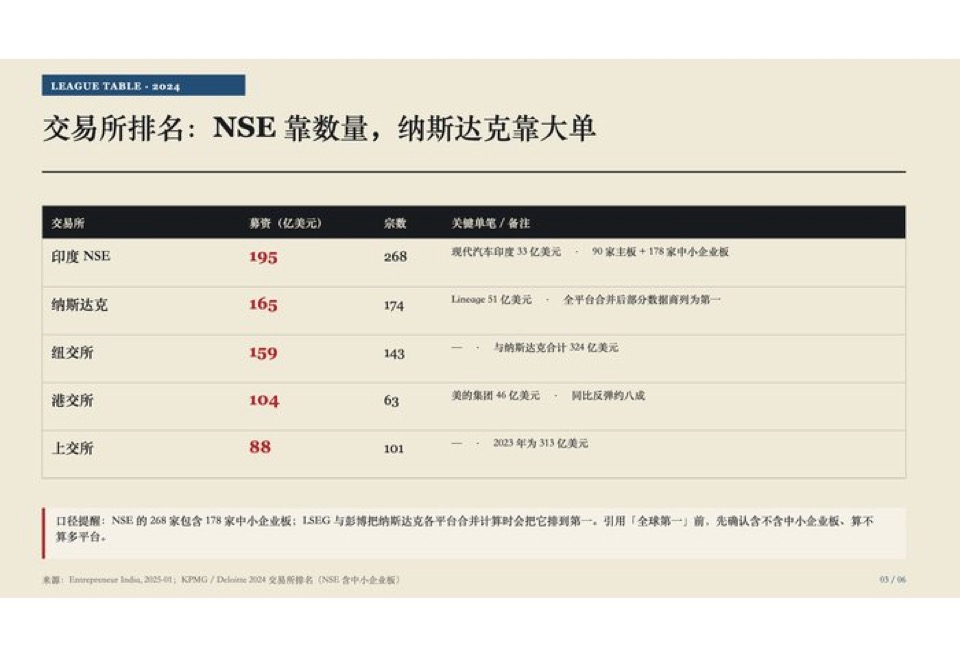 LEAGUE TABLE · 2024
交易所排名：NSE 靠数量，纳斯达克靠大单
交易所 募资（亿美元） 宗数 关键单笔 / 备注
印度 NSE 195 268 现代汽车印度 33 亿美元 · 90 家主板 + 178 家中小企业板
纳斯达克 165 174 Lineage 51 亿美元 · 全平台合并后部分数据商列为第一
纽交所 159 143 — · 与纳斯达克合计 324 亿美元
港交所 104 63 美的集团 46 亿美元 · 同比反弹约八成
上交所 88 101 — · 2023 年为 313 亿美元
口径提醒：NSE 的 268 家包含 178 家中小企业板；LSEG 与彭博把纳斯达克各平台合并计算时会把它排到第一。引用「全球第一」前，先确认含不含中小企业板、算不
算多平台。
来源：Entrepreneur India, 2025-01；KPMG / Deloitte 2024 交易所排名（NSE 含中小企业板）
03 / 06